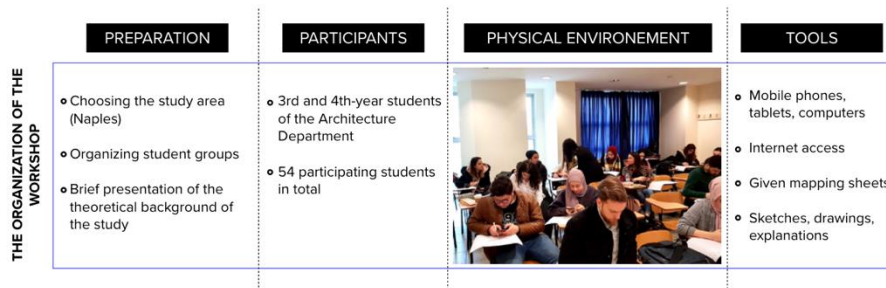 PREPARATION
PARTICIPANTS
PHYSICAL ENVIRONEMENT
TOOLS
THE ORGANIZATION OF THE
WORKSHOP
Choosing the study area
(Naples)
Organizing student groups
Brief presentation of the
theoretical background of
the study
3rd and 4th-year students
of the Architecture
Department
54 participating students
in total
Mobile phones,
tablets, computers
Internet access
Given mapping sheets
Sketches, drawings,
explanations